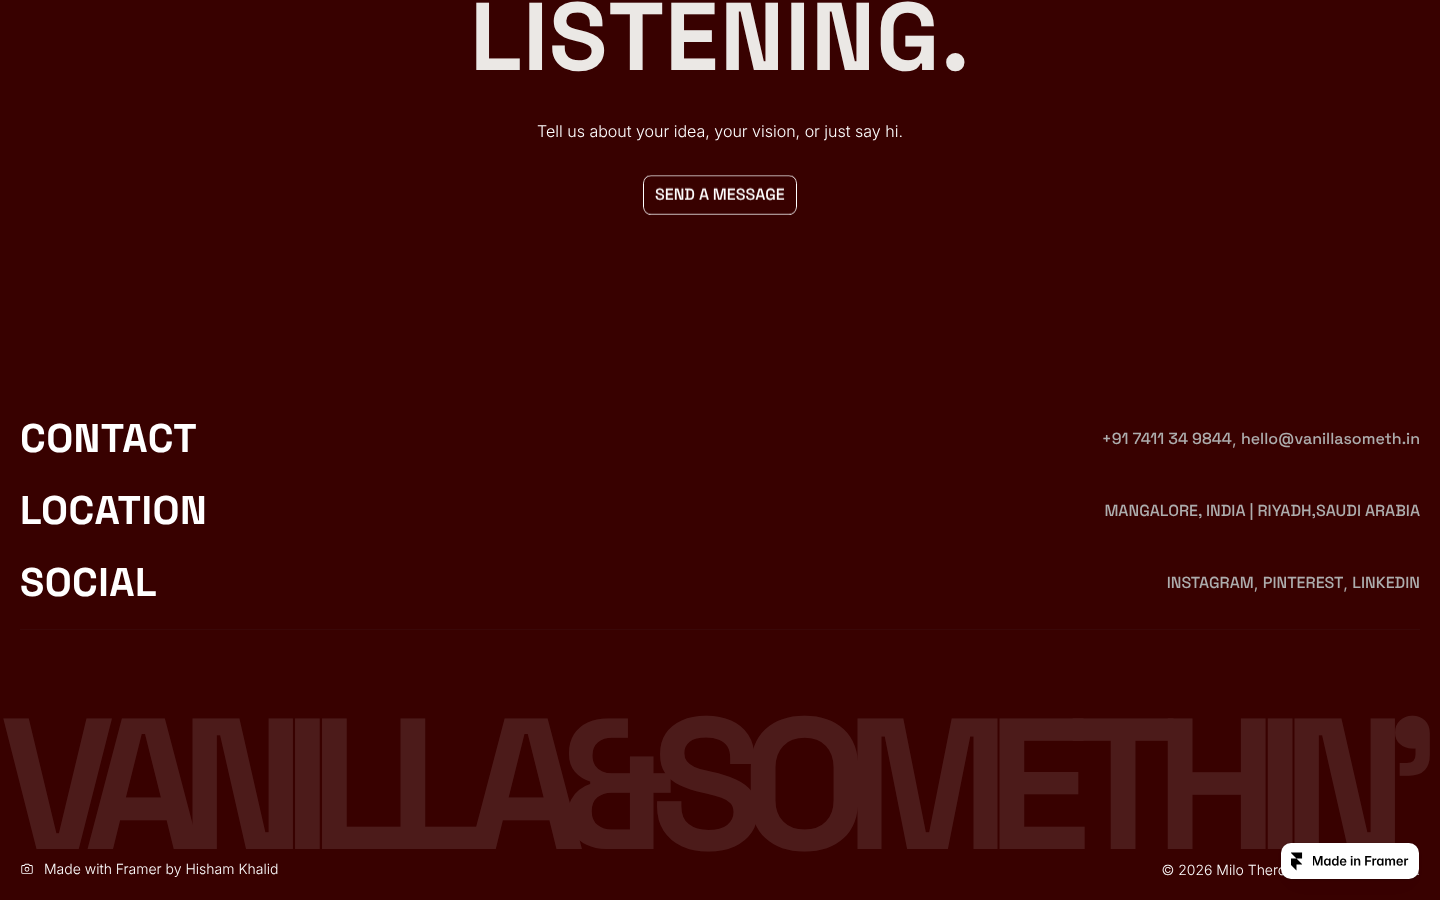 LISTENING.
Tell us about your idea, your vision, or just say hi.
SEND A MESSAGE
CONTACT
+91 7411 34 9844, hello@vanillasometh.in
LOCATION
MANGALORE, INDIA | RIYADH,SAUDI ARABIA
SOCIAL
INSTAGRAM, PINTEREST, LINKEDIN
VANILLA&SOMETHIN’
Made with Framer by Hisham Khalid
© 2026 Milo
Made in Framer